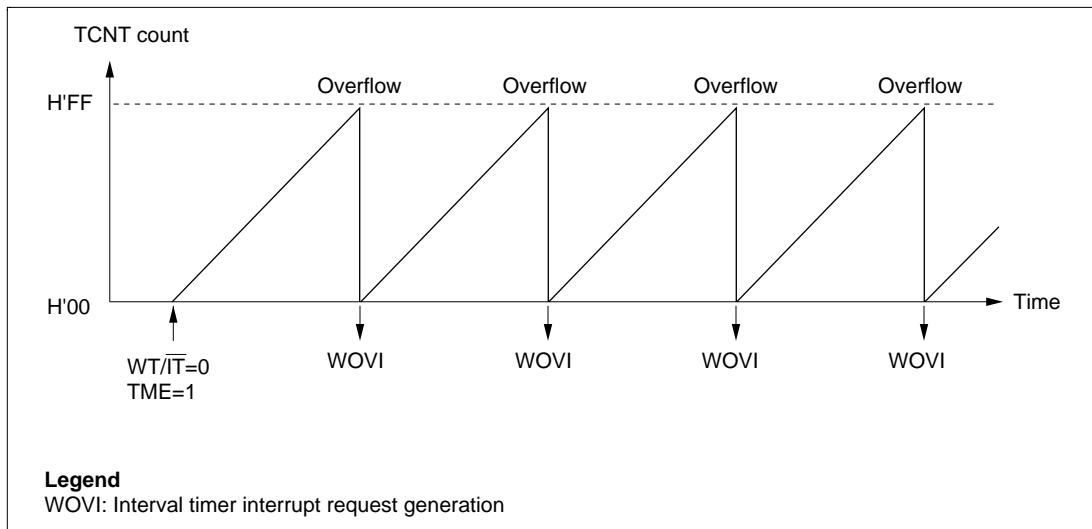 TCNT count
Overflow Overflow Overflow Overflow
H'FF
H'00
Time
WT/I̅T̅=0
TME=1
WOVI WOVI WOVI WOVI
Legend
WOVI: Interval timer interrupt request generation